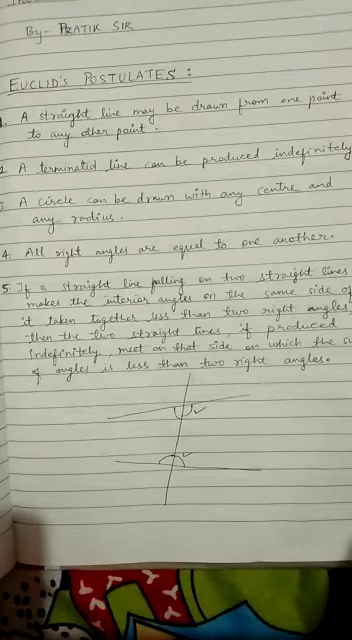 By- PRATIK SIR
EUCLID'S POSTULATES :
1. A straight line may be drawn from one point
to any other point.
2 A terminated line can be produced indefinitely
3 A circle can be drawn with any centre and
any radius.
4. All right angles are equal to one another.
5 If a straight line falling on two straight lines
makes the interior angles on the same side of
it taken together less than two right angles
then the two straight lines, if produced
Indefinitely, meet on that side on which the
of angles is less than two right angles.